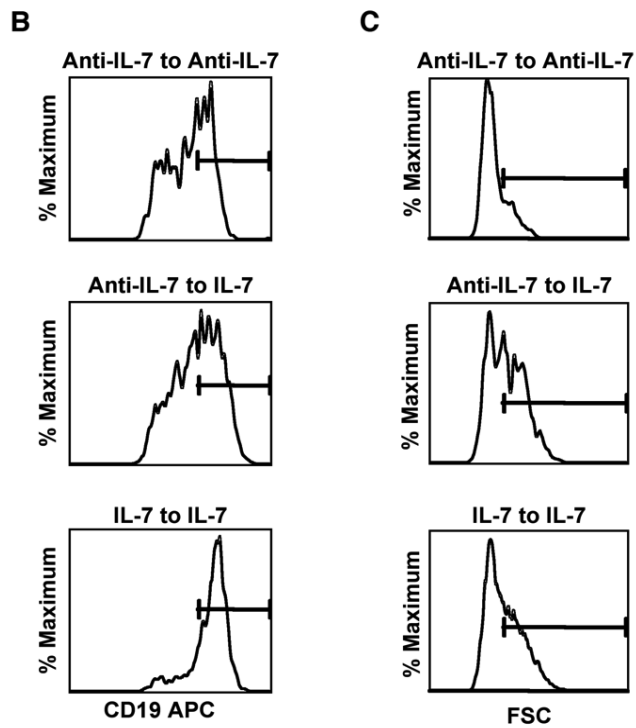 B
Anti-IL-7 to Anti-IL-7
% Maximum
Anti-IL-7 to IL-7
% Maximum
IL-7 to IL-7
% Maximum
CD19 APC
C
Anti-IL-7 to Anti-IL-7
% Maximum
Anti-IL-7 to IL-7
% Maximum
IL-7 to IL-7
% Maximum
FSC